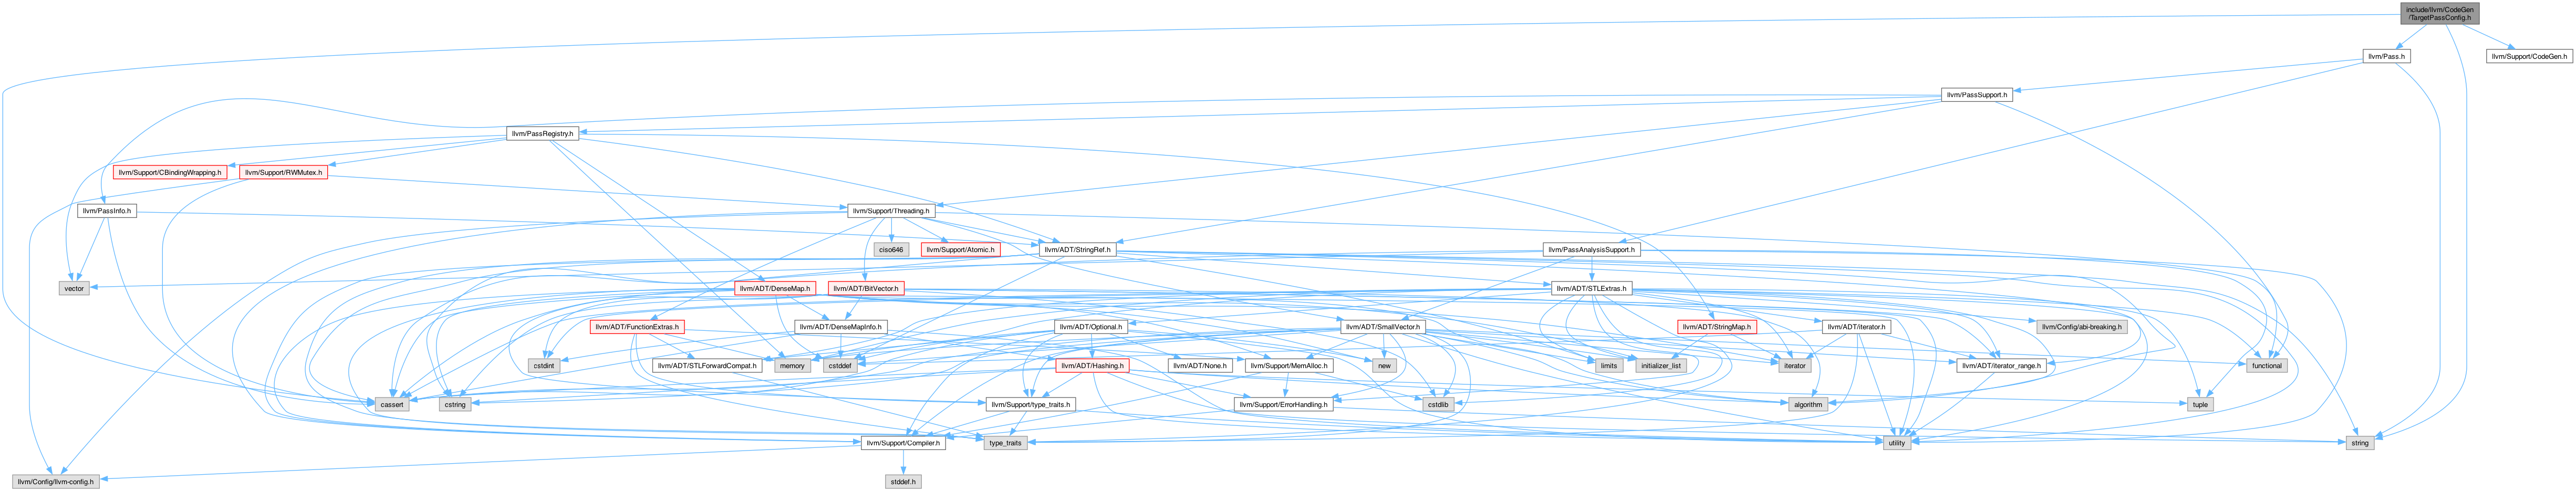 include/llvm/CodeGen
/TargetPassConfig.h
llvm/Pass.h
llvm/Support/CodeGen.h
llvm/PassSupport.h
llvm/PassRegistry.h
llvm/Support/CBindingWrapping.h
llvm/Support/RWMutex.h
llvm/PassInfo.h
llvm/Support/Threading.h
ciso646
llvm/Support/Atomic.h
llvm/ADT/StringRef.h
llvm/PassAnalysisSupport.h
vector
llvm/ADT/DenseMap.h
llvm/ADT/BitVector.h
llvm/ADT/STLExtras.h
llvm/ADT/FunctionExtras.h
llvm/ADT/DenseMapInfo.h
llvm/ADT/Optional.h
llvm/ADT/SmallVector.h
llvm/ADT/StringMap.h
llvm/ADT/iterator.h
llvm/Config/abi-breaking.h
cstdint
llvm/ADT/STLForwardCompat.h
memory
cstddef
llvm/ADT/Hashing.h
llvm/ADT/None.h
llvm/Support/MemAlloc.h
new
limits
initializer_list
iterator
llvm/ADT/iterator_range.h
functional
cassert
cstring
llvm/Support/type_traits.h
llvm/Support/ErrorHandling.h
cstdlib
algorithm
tuple
llvm/Support/Compiler.h
type_traits
utility
string
llvm/Config/llvm-config.h
stddef.h